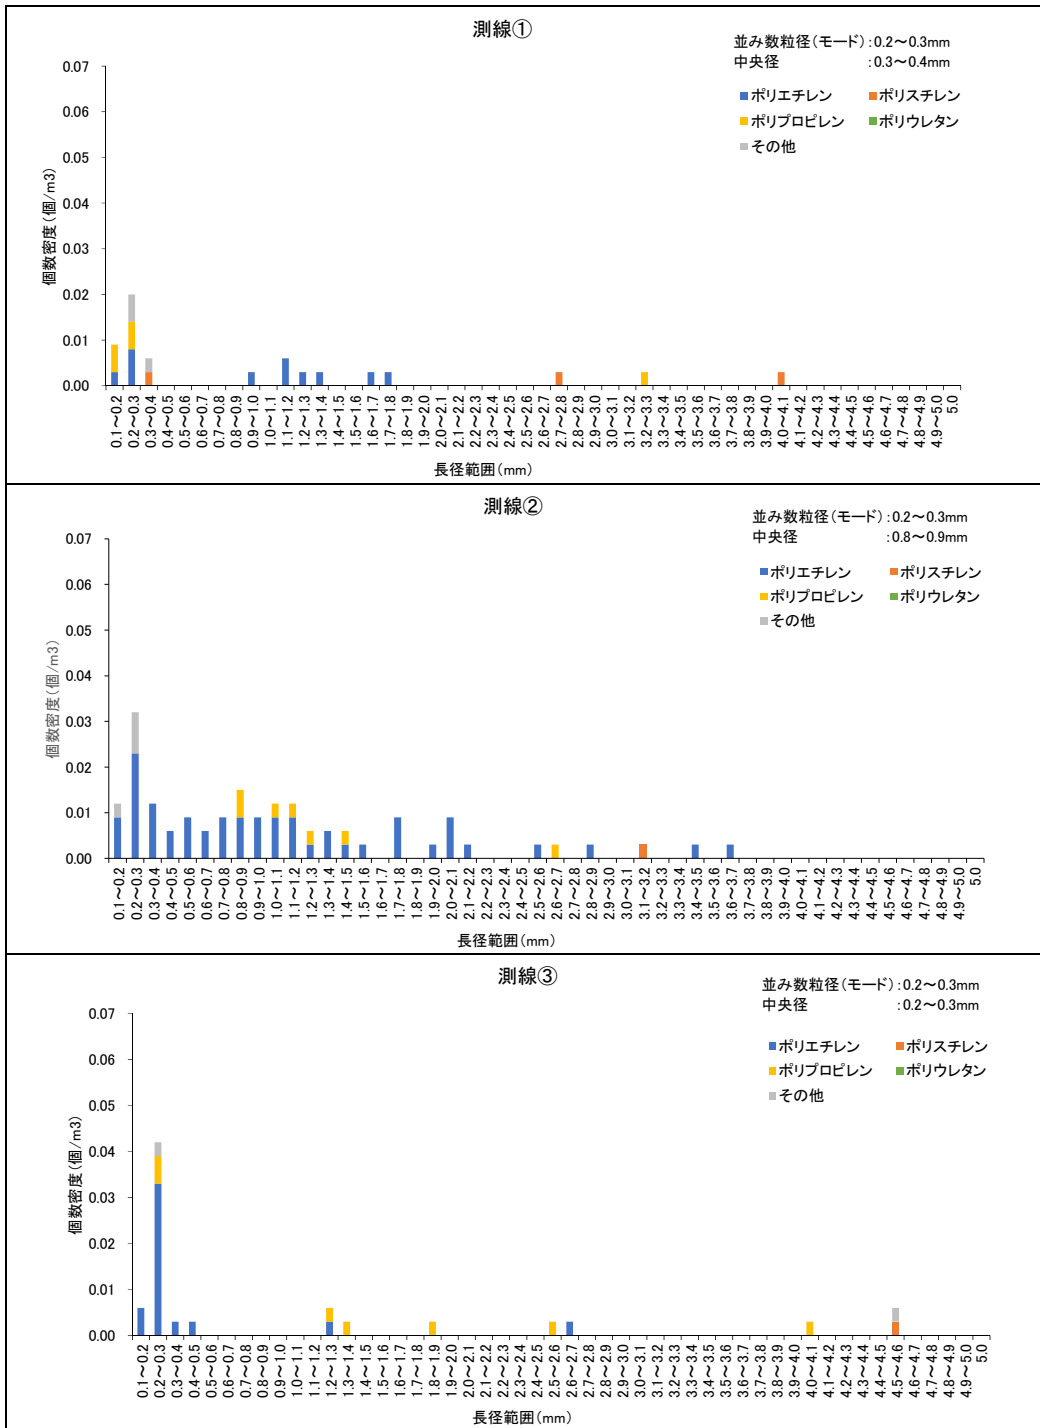 測線①
並み数粒径(モード):0.2～0.3mm
中央径 :0.3～0.4mm
ポリエチレン ポリスチレン
ポリプロピレン ポリウレタン
その他
個数密度(個/m3)
0.07
0.06
0.05
0.04
0.03
0.02
0.01
0.00
0.1～0.2 0.2～0.3 0.3～0.4 0.4～0.5 0.5～0.6 0.6～0.7 0.7～0.8 0.8～0.9 0.9～1.0 1.0～1.1 1.1～1.2 1.2～1.3 1.3～1.4 1.4～1.5 1.5～1.6 1.6～1.7 1.7～1.8 1.8～1.9 1.9～2.0 2.0～2.1 2.1～2.2 2.2～2.3 2.3～2.4 2.4～2.5 2.5～2.6 2.6～2.7 2.7～2.8 2.8～2.9 2.9～3.0 3.0～3.1 3.1～3.2 3.2～3.3 3.3～3.4 3.4～3.5 3.5～3.6 3.6～3.7 3.7～3.8 3.8～3.9 3.9～4.0 4.0～4.1 4.1～4.2 4.2～4.3 4.3～4.4 4.4～4.5 4.5～4.6 4.6～4.7 4.7～4.8 4.8～4.9 4.9～5.0 5.0
長径範囲(mm)
測線②
並み数粒径(モード):0.2～0.3mm
中央径 :0.8～0.9mm
ポリエチレン ポリスチレン
ポリプロピレン ポリウレタン
その他
個数密度(個/m3)
0.07
0.06
0.05
0.04
0.03
0.02
0.01
0.00
0.1～0.2 0.2～0.3 0.3～0.4 0.4～0.5 0.5～0.6 0.6～0.7 0.7～0.8 0.8～0.9 0.9～1.0 1.0～1.1 1.1～1.2 1.2～1.3 1.3～1.4 1.4～1.5 1.5～1.6 1.6～1.7 1.7～1.8 1.8～1.9 1.9～2.0 2.0～2.1 2.1～2.2 2.2～2.3 2.3～2.4 2.4～2.5 2.5～2.6 2.6～2.7 2.7～2.8 2.8～2.9 2.9～3.0 3.0～3.1 3.1～3.2 3.2～3.3 3.3～3.4 3.4～3.5 3.5～3.6 3.6～3.7 3.7～3.8 3.8～3.9 3.9～4.0 4.0～4.1 4.1～4.2 4.2～4.3 4.3～4.4 4.4～4.5 4.5～4.6 4.6～4.7 4.7～4.8 4.8～4.9 4.9～5.0 5.0
長径範囲(mm)
測線③
並み数粒径(モード):0.2～0.3mm
中央径 :0.2～0.3mm
ポリエチレン ポリスチレン
ポリプロピレン ポリウレタン
その他
個数密度(個/m3)
0.07
0.06
0.05
0.04
0.03
0.02
0.01
0.00
0.1～0.2 0.2～0.3 0.3～0.4 0.4～0.5 0.5～0.6 0.6～0.7 0.7～0.8 0.8～0.9 0.9～1.0 1.0～1.1 1.1～1.2 1.2～1.3 1.3～1.4 1.4～1.5 1.5～1.6 1.6～1.7 1.7～1.8 1.8～1.9 1.9～2.0 2.0～2.1 2.1～2.2 2.2～2.3 2.3～2.4 2.4～2.5 2.5～2.6 2.6～2.7 2.7～2.8 2.8～2.9 2.9～3.0 3.0～3.1 3.1～3.2 3.2～3.3 3.3～3.4 3.4～3.5 3.5～3.6 3.6～3.7 3.7～3.8 3.8～3.9 3.9～4.0 4.0～4.1 4.1～4.2 4.2～4.3 4.3～4.4 4.4～4.5 4.5～4.6 4.6～4.7 4.7～4.8 4.8～4.9 4.9～5.0 5.0
長径範囲(mm)